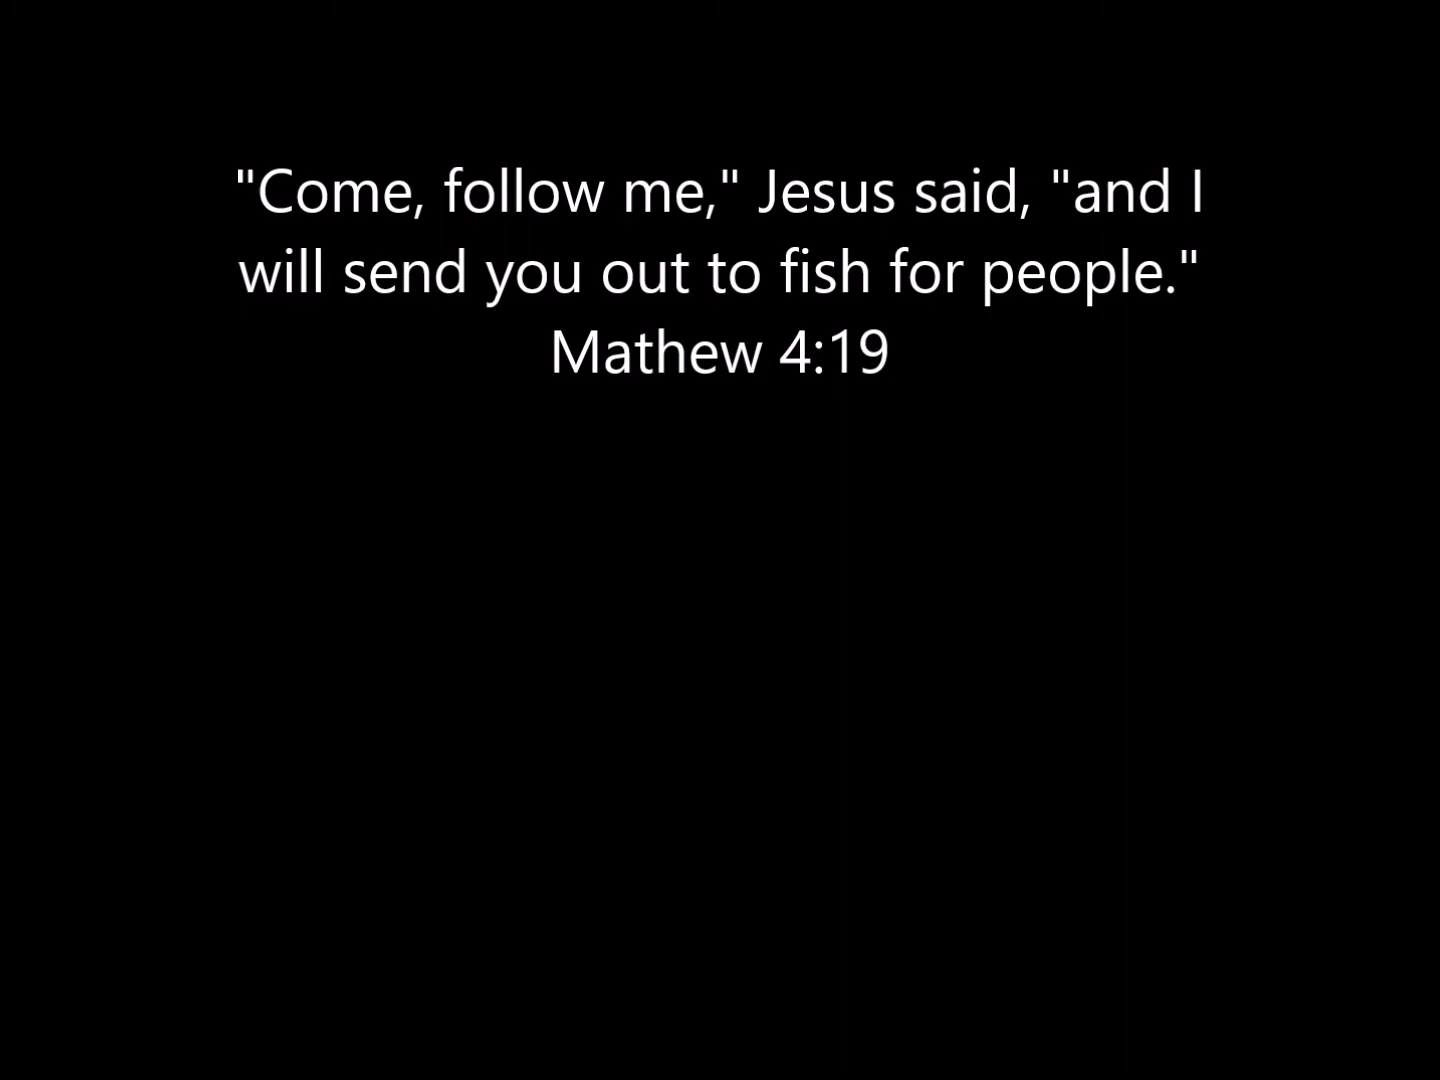 "Come, follow me," Jesus said, "and I
will send you out to fish for people."
Mathew 4:19